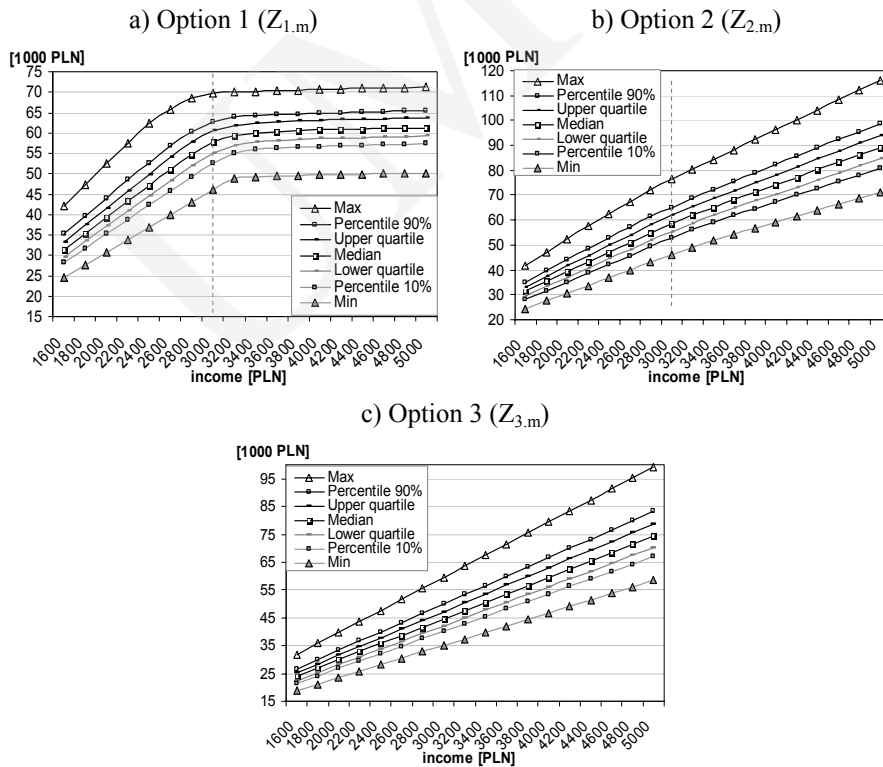 a) Option 1 (Z1.m)
[1000 PLN]
75
70
65
60
55
50
45
40
35
30
25
20
15
Max
Percentile 90%
Upper quartile
Median
Lower quartile
Percentile 10%
Min
1600 1800 2000 2200 2400 2600 2800 3000 3200 3400 3600 3800 4000 4200 4400 4600 4800 5000
income [PLN]
b) Option 2 (Z2.m)
[1000 PLN]
120
110
100
90
80
70
60
50
40
30
20
Max
Percentile 90%
Upper quartile
Median
Lower quartile
Percentile 10%
Min
1600 1800 2000 2200 2400 2600 2800 3000 3200 3400 3600 3800 4000 4200 4400 4600 4800 5000
income [PLN]
c) Option 3 (Z3.m)
[1000 PLN]
95
85
75
65
55
45
35
25
15
Max
Percentile 90%
Upper quartile
Median
Lower quartile
Percentile 10%
Min
1600 1800 2000 2200 2400 2600 2800 3000 3200 3400 3600 3800 4000 4200 4400 4600 4800 5000
income [PLN]